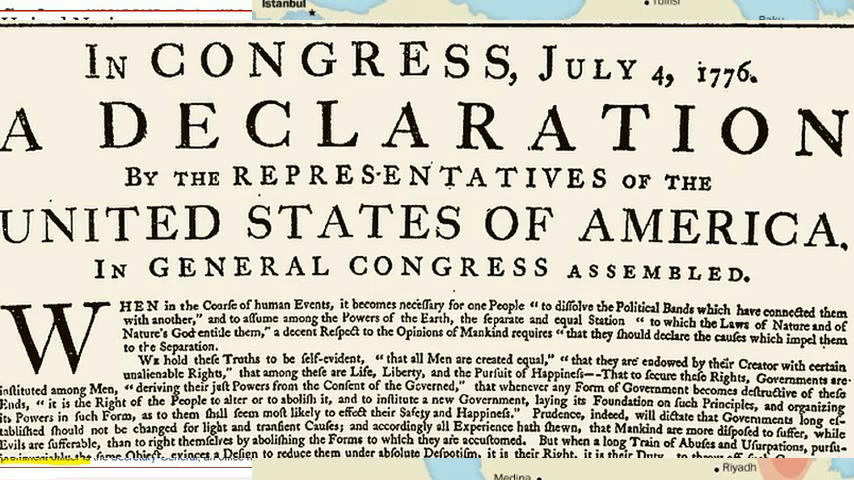 Istanbul
Tbilisi
Baku
IN CONGRESS, JULY 4, 1776.
A DECLARATION
BY THE REPRESENTATIVES OF THE
UNITED STATES OF AMERICA,
IN GENERAL CONGRESS ASSEMBLED.
WHEN in the Courſe of human Events, it becomes neceſſary for one People “ to diſſolve the Political Bands which have connected them
with another,” and to aſſume among the Powers of the Earth, the ſeparate and equal Station “ to which the Laws of Nature and of
Nature's God entitle them,” a decent Reſpect to the Opinions of Mankind requires “ that they ſhould declare the cauſes which impel them
to the Separation.
WE hold theſe Truths to be ſelf-evident, “ that all Men are created equal,” “ that they are endowed by their Creator with certain
unalienable Rights,” that among theſe are Life, Liberty, and the Purſuit of Happineſs--That to ſecure theſe Rights, Governments are
inſtituted among Men, “ deriving their juſt Powers from the Conſent of the Governed,” that whenever any Form of Government becomes deſtructive of theſe
Ends, “ it is the Right of the People to alter or to aboliſh it, and to inſtitute a new Government, laying its Foundation on ſuch Principles, and organizing
its Powers in ſuch Form, as to them ſhall ſeem moſt likely to effect their Safety and Happineſs.” Prudence, indeed, will dictate that Governments long eſ-
tabliſhed ſhould not be changed for light and tranſient Cauſes; and accordingly all Experience hath ſhewn, that Mankind are more diſpoſed to ſuffer, while
Evils are ſufferable, than to right themſelves by aboliſhing the Forms to which they are accuſtomed. But when a long Train of Abuſes and Uſurpations, purſu-
the ſame Object, evinces a Deſign to reduce them under abſolute Deſpotiſm, it is their Right, it is their Duty,
Medina
Riyadh